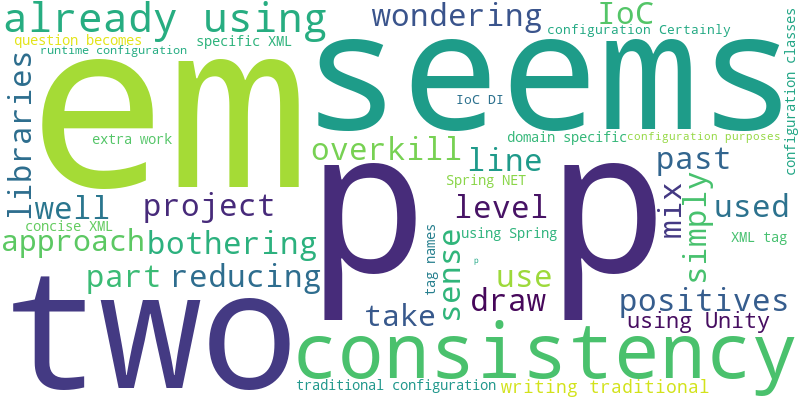 already using
wondering
IoC
configuration Certainly
question becomes
specific XML
runtime configuration
em
seems
configuration classes
libraries
IoC DI
extra work
domain specific
configuration purposes
overkill
line
past
Spring NET
p
p
well
project
level
mix
simply
used
concise XML
approach
bothering
using Spring
XML tag
tag names
sense
p
part
reducing
use
draw
positives
two
take
using Unity
consistency
traditional configuration
writing traditional